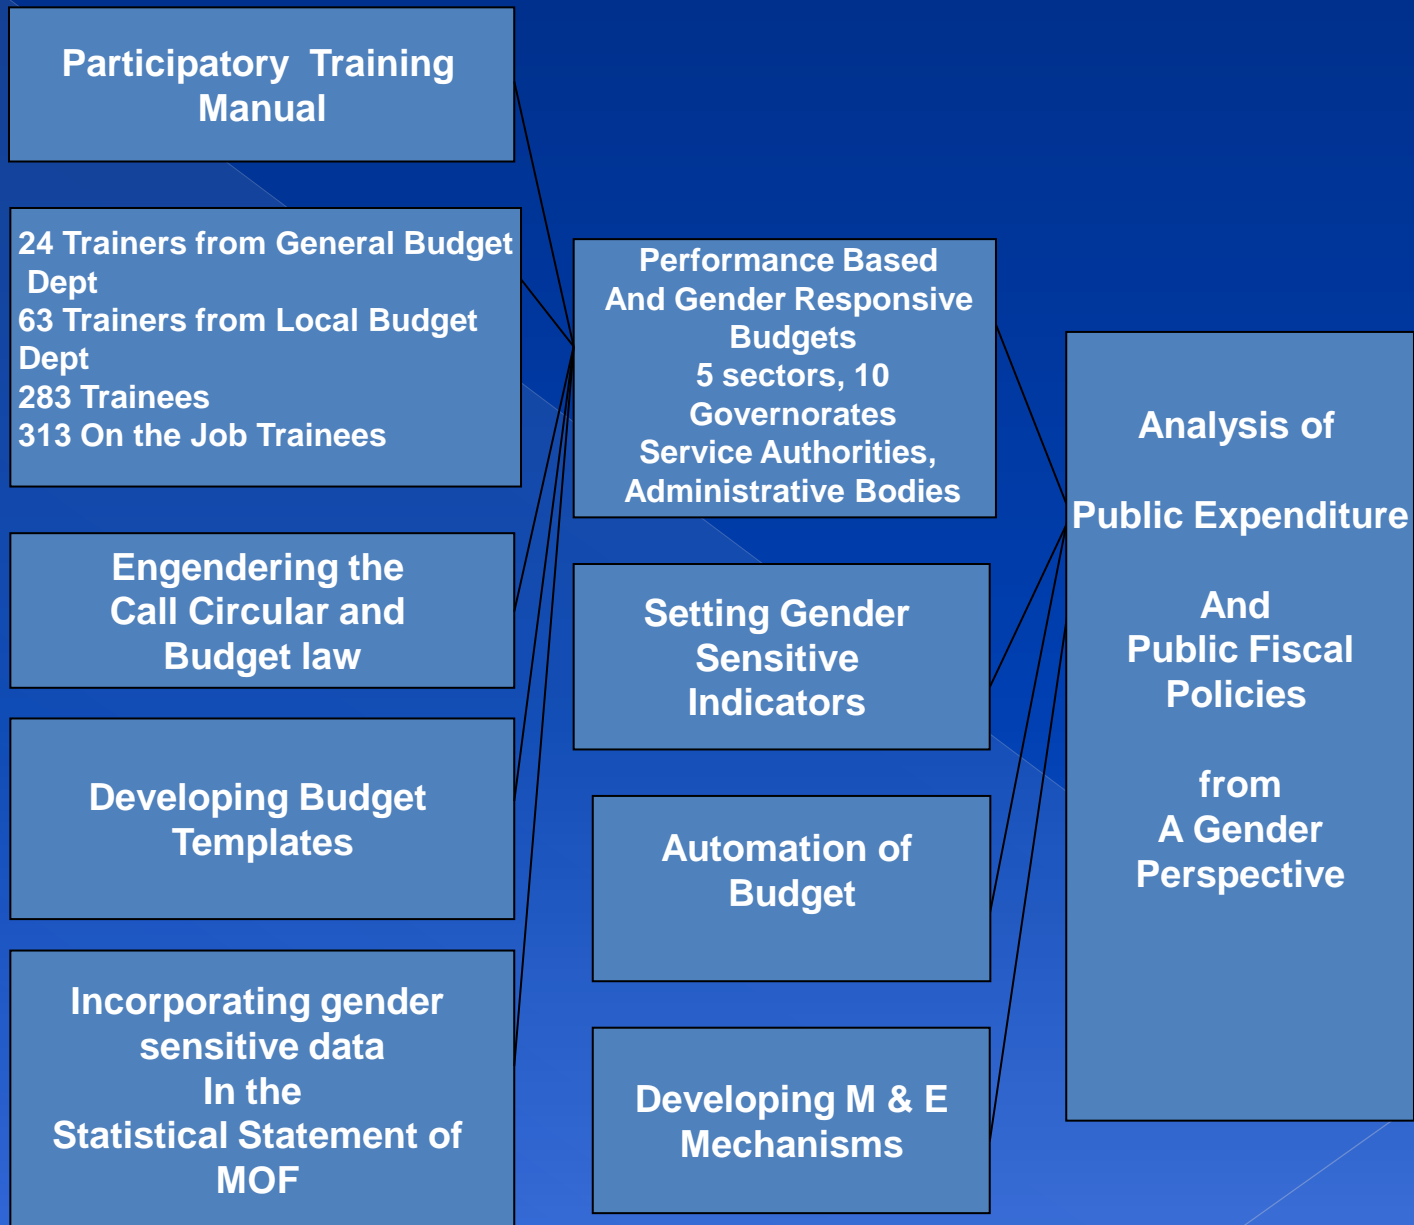 Participatory Training
Manual
24 Trainers from General Budget
Dept
63 Trainers from Local Budget
Dept
283 Trainees
313 On the Job Trainees
Engendering the
Call Circular and
Budget law
Developing Budget
Templates
Incorporating gender
sensitive data
In the
Statistical Statement of
MOF
Performance Based
And Gender Responsive
Budgets
5 sectors, 10
Governorates
Service Authorities,
Administrative Bodies
Setting Gender
Sensitive
Indicators
Automation of
Budget
Developing M & E
Mechanisms
Analysis of
Public Expenditure
And
Public Fiscal
Policies
from
A Gender
Perspective